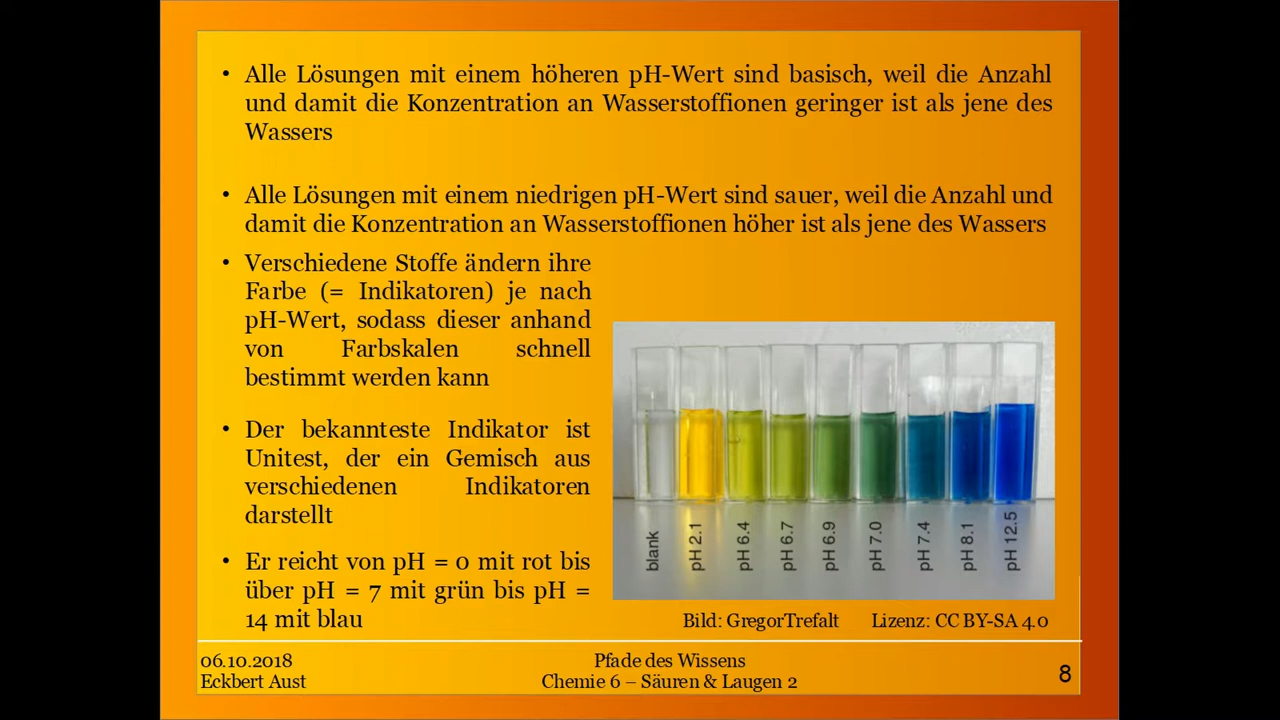 • Alle Lösungen mit einem höheren pH-Wert sind basisch, weil die Anzahl
und damit die Konzentration an Wasserstoffionen geringer ist als jene des
Wassers
• Alle Lösungen mit einem niedrigen pH-Wert sind sauer, weil die Anzahl und
damit die Konzentration an Wasserstoffionen höher ist als jene des Wassers
• Verschiedene Stoffe ändern ihre
Farbe (= Indikatoren) je nach
pH-Wert, sodass dieser anhand
von Farbskalen schnell
bestimmt werden kann
• Der bekannteste Indikator ist
Unitest, der ein Gemisch aus
verschiedenen Indikatoren
darstellt
• Er reicht von pH = 0 mit rot bis
über pH = 7 mit grün bis pH =
14 mit blau
blank
pH 2.1
pH 6.4
pH 6.7
pH 6.9
pH 7.0
pH 7.4
pH 8.1
pH 12.5
Bild: GregorTrefalt Lizenz: CC BY-SA 4.0
06.10.2018
Eckbert Aust
Pfade des Wissens
Chemie 6 – Säuren & Laugen 2
8